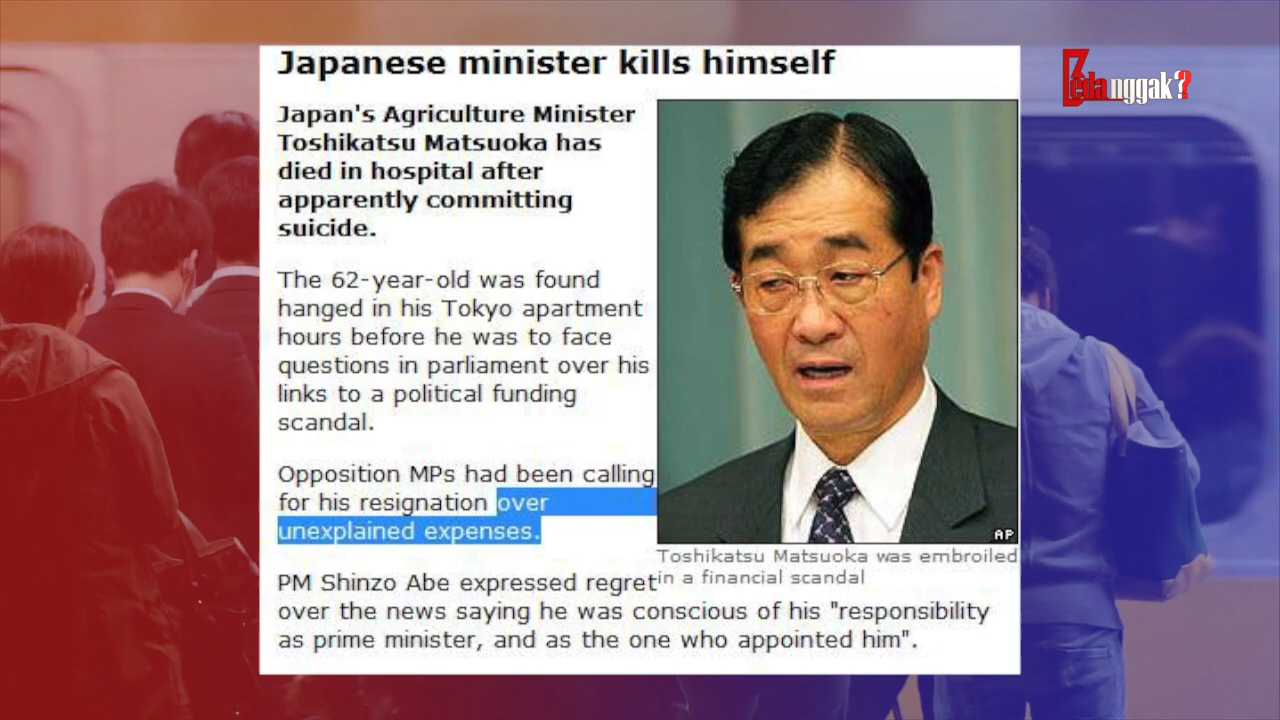 Japanese minister kills himself
Japan's Agriculture Minister
Toshikatsu Matsuoka has
died in hospital after
apparently committing
suicide.
The 62-year-old was found
hanged in his Tokyo apartment
hours before he was to face
questions in parliament over his
links to a political funding
scandal.
Opposition MPs had been calling
for his resignation over
unexplained expenses.
PM Shinzo Abe expressed regret
over the news saying he was conscious of his "responsibility
as prime minister, and as the one who appointed him".
AP
Toshikatsu Matsuoka was embroiled
in a financial scandal
Bedanggak?